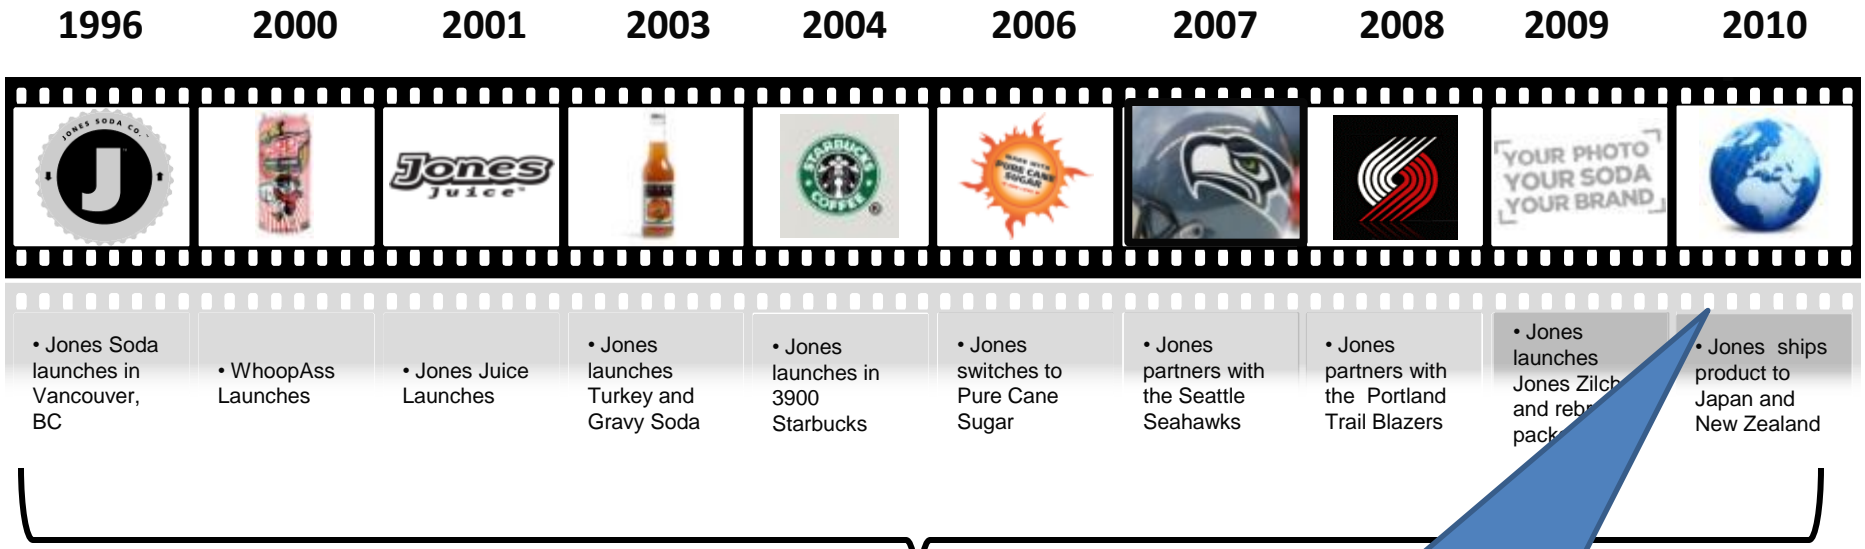 1996 2000 2001 2003 2004 2006 2007 2008 2009 2010
JONES SODA CO.
J
Jones
Juice
STARBUCKS
COFFEE
MADE WITH
PURE CANE
SUGAR
YOUR PHOTO
YOUR SODA
YOUR BRAND
• Jones Soda
launches in
Vancouver,
BC
• WhoopAss
Launches
• Jones Juice
Launches
• Jones
launches
Turkey and
Gravy Soda
• Jones
launches in
3900
Starbucks
• Jones
switches to
Pure Cane
Sugar
• Jones
partners with
the Seattle
Seahawks
• Jones
partners with
the Portland
Trail Blazers
• Jones
launches
Jones
and
• Jones ships
product to
Japan and
New Zealand